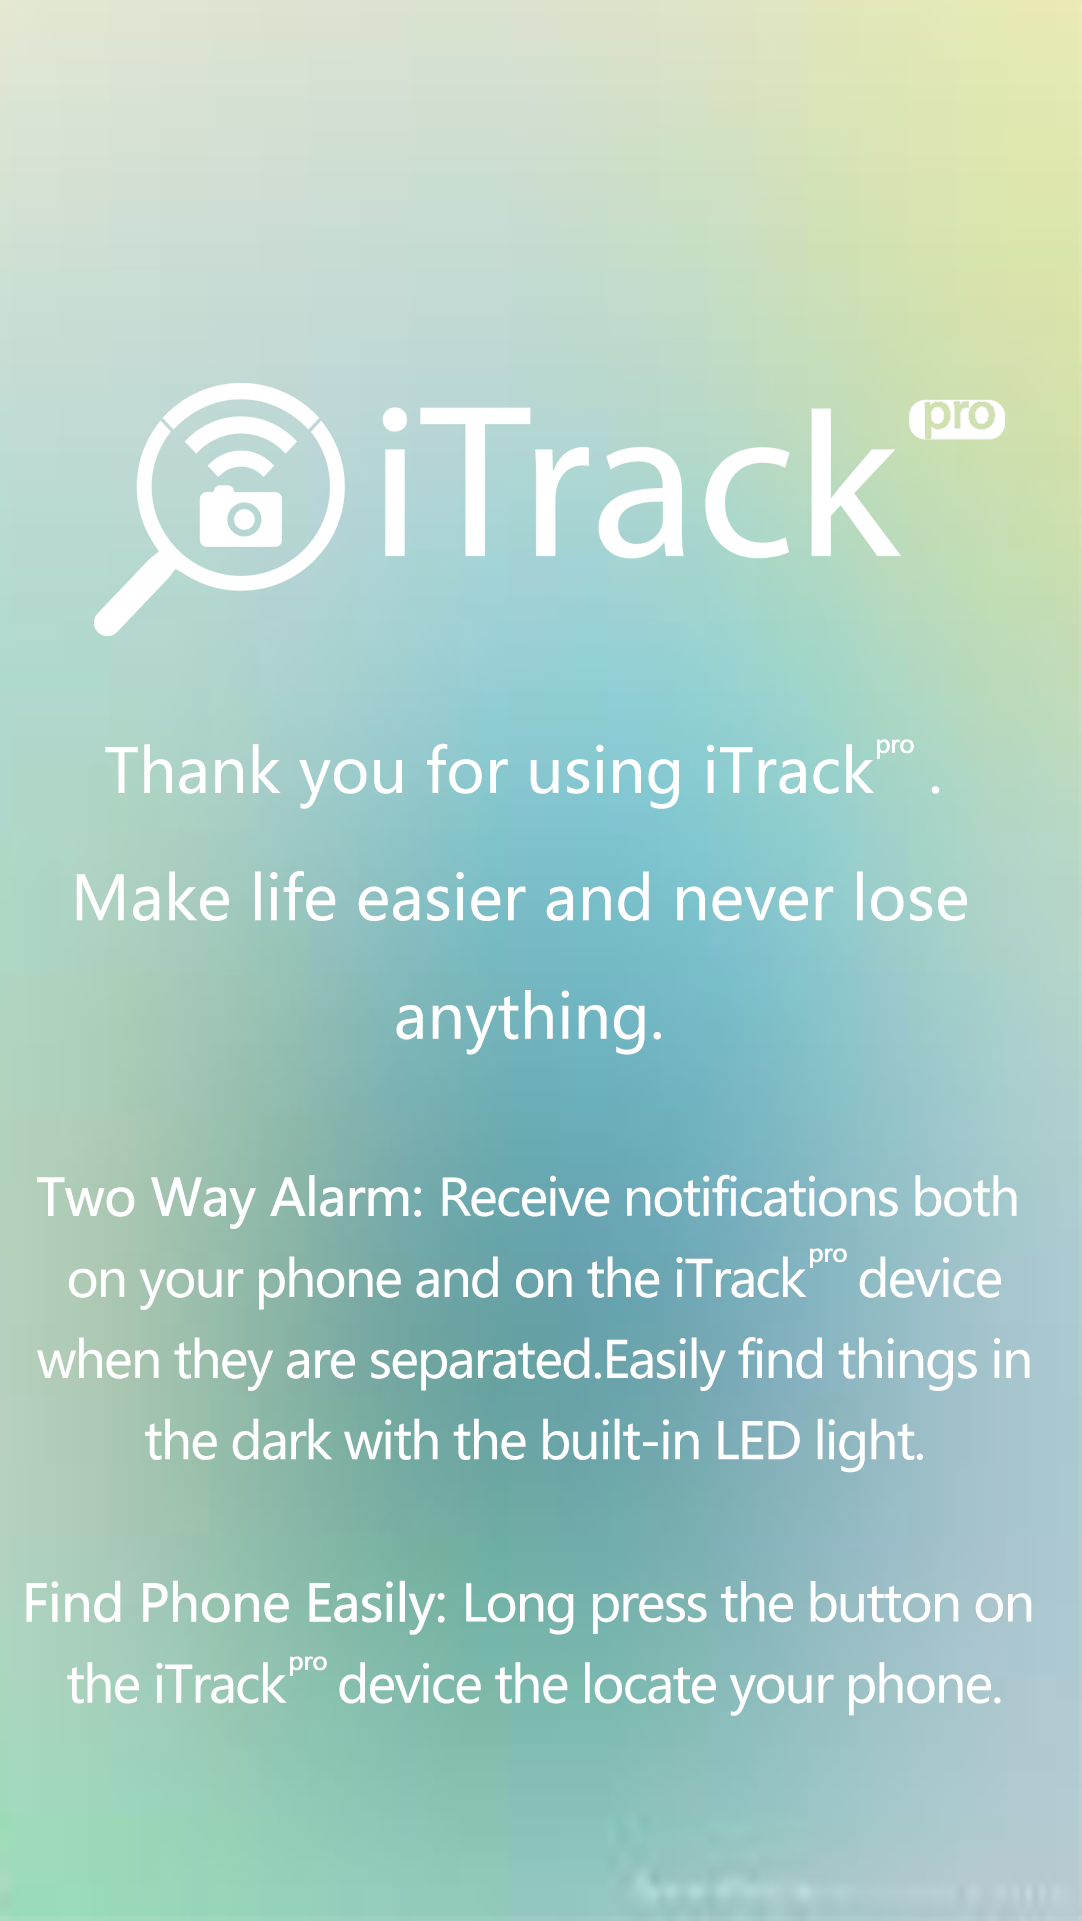 iTrack pro
Thank you for using iTrack pro .
Make life easier and never lose
anything.
Two Way Alarm: Receive notifications both
on your phone and on the iTrack pro device
when they are separated.Easily find things in
the dark with the built-in LED light.
Find Phone Easily: Long press the button on
the iTrack pro device the locate your phone.